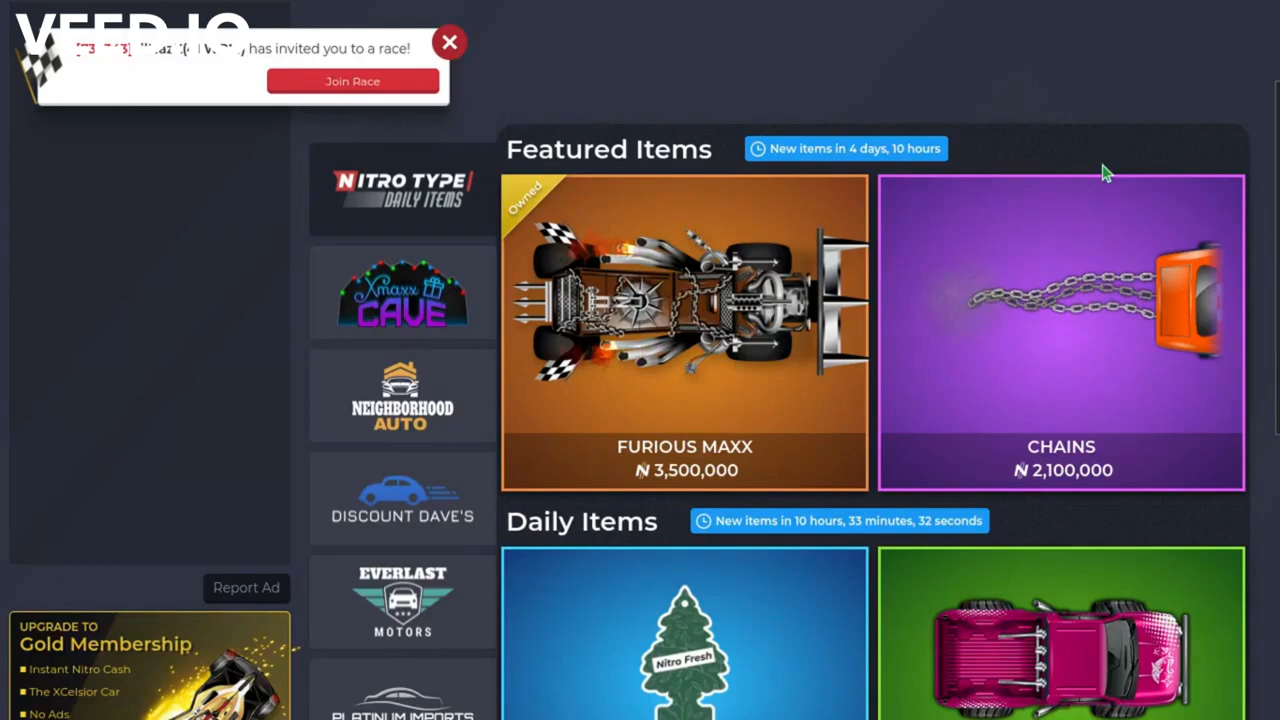 VEED.IO
has invited you to a race!
Join Race
Featured Items
New items in 4 days, 10 hours
NITRO TYPE
DAILY ITEMS
Owned
FURIOUS MAXX
₦ 3,500,000
CHAINS
₦ 2,100,000
Xmaxx
CAVE
NEIGHBORHOOD
AUTO
DISCOUNT DAVE'S
EVERLAST
MOTORS
PLATINUM IMPORTS
Daily Items
New items in 10 hours, 33 minutes, 32 seconds
Nitro Fresh
Report Ad
UPGRADE TO
Gold Membership
Instant Nitro Cash
The XCelsior Car
No Ads